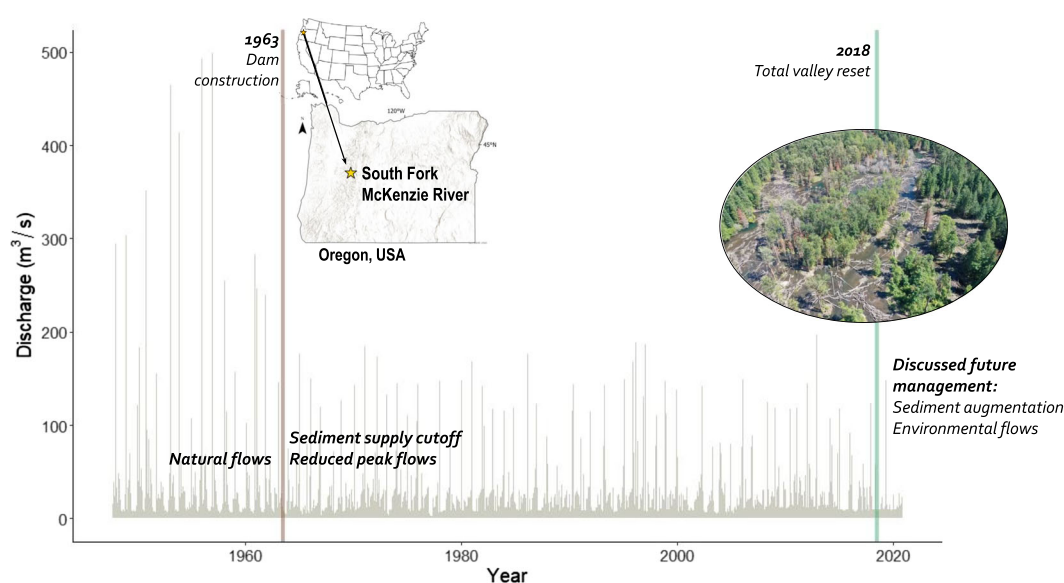 500
400
300
200
100
0
Discharge (m³/s)
1960
1980
2000
2020
Year
1963
Dam
construction
120°W
45°N
South Fork
McKenzie River
Oregon, USA
2018
Total valley reset
Natural flows
Sediment supply cutoff
Reduced peak flows
Discussed future
management:
Sediment augmentation
Environmental flows